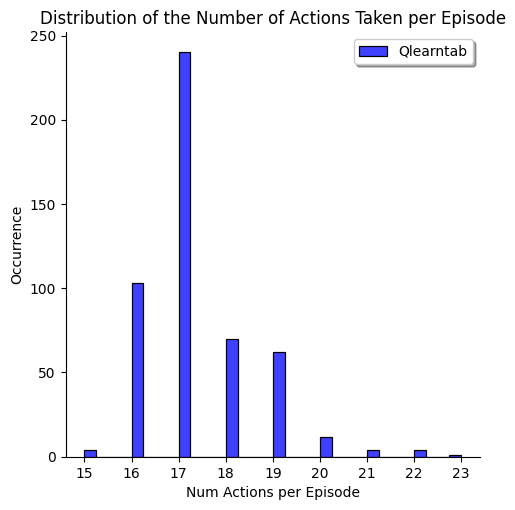 Distribution of the Number of Actions Taken per Episode
Qlearntab
Occurrence
250
200
150
100
50
0
15 16 17 18 19 20 21 22 23
Num Actions per Episode